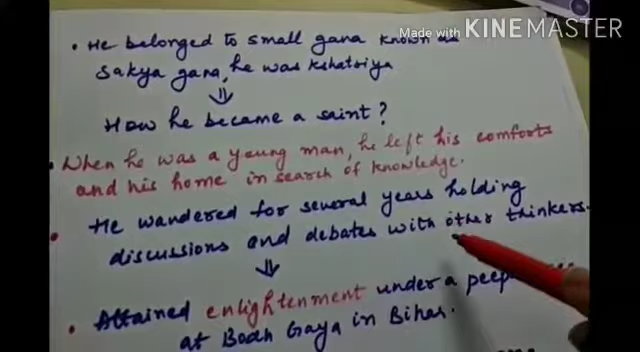 Made with KINEMASTER
• He belonged to small gana known as
Sakya gana, he was Kshatriya
⇓
How he became a saint?
• When he was a young man, he left his comforts
and his home in search of knowledge.
• He wandered for several years holding
discussions and debates with other thinkers.
⇓
• Attained enlightenment under a
at Bodh Gaya in Bihar.